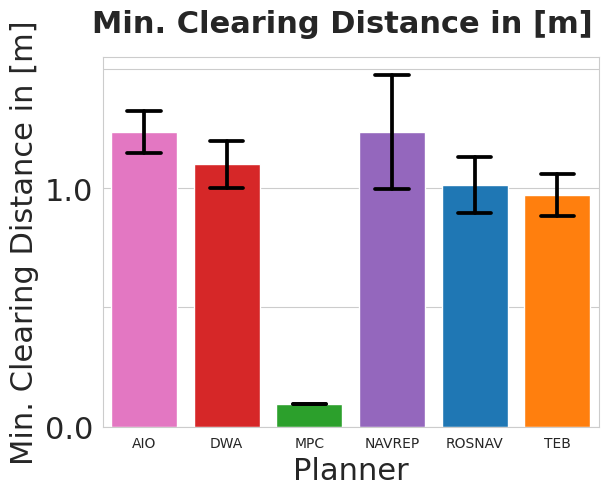 Min. Clearing Distance in [m]
Min. Clearing Distance in [m]
1.0
0.0
AIO DWA MPC NAVREP ROSNAV TEB
Planner